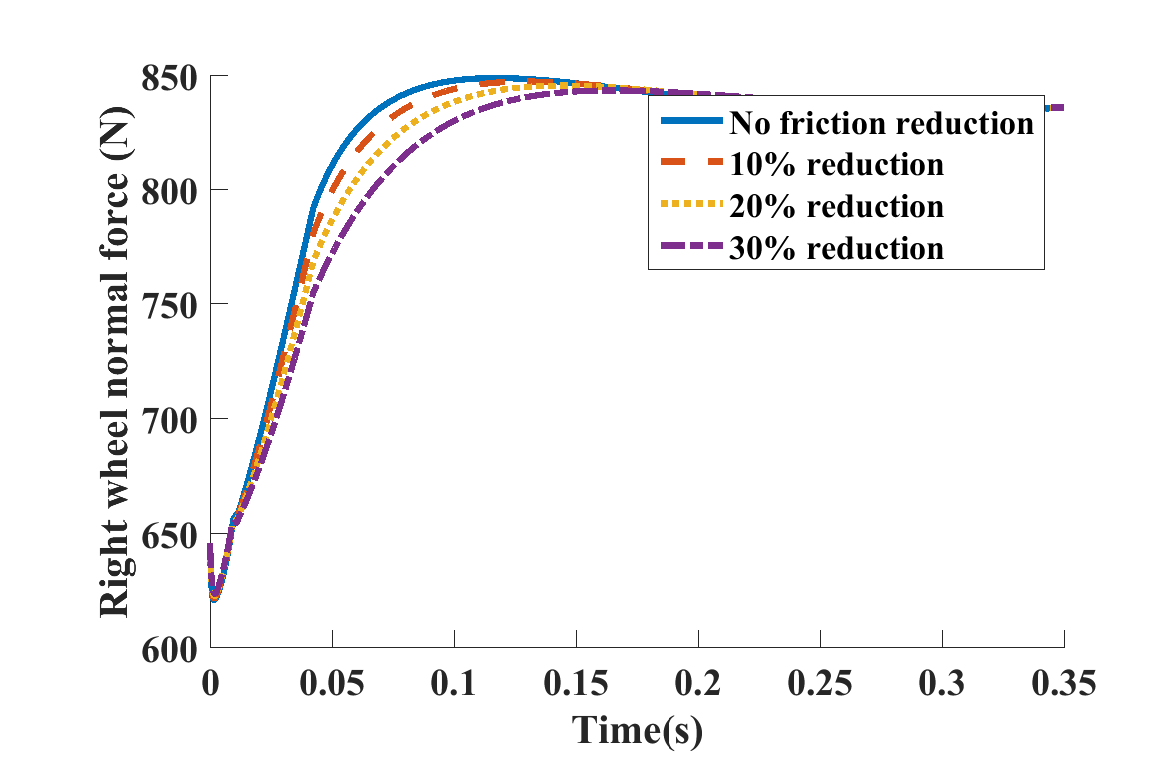 850
800
750
700
650
600
0
0.05
0.1
0.15
0.2
0.25
0.3
0.35
Right wheel normal force (N)
Time(s)
No friction reduction
10% reduction
20% reduction
30% reduction